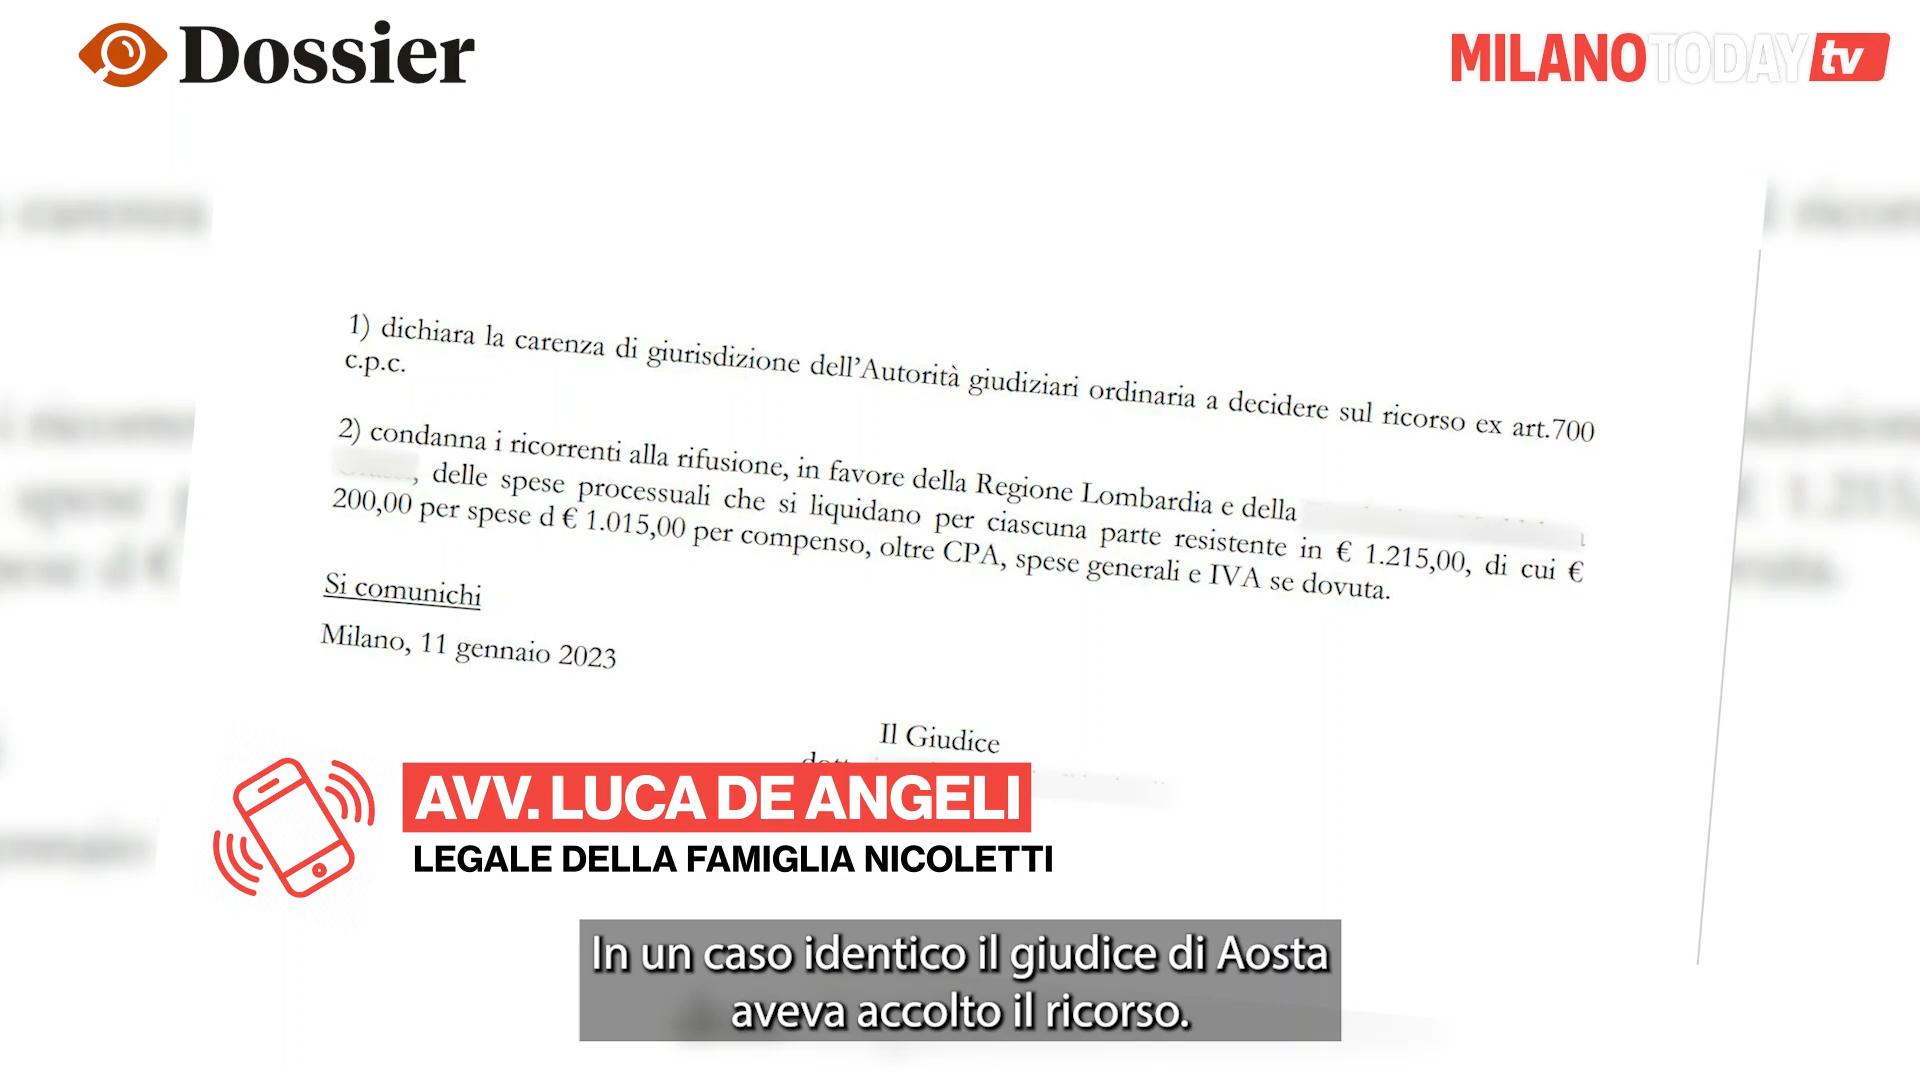 Dossier
MILANOTODAY tv
1) dichiara la carenza di giurisdizione dell'Autorità giudiziari ordinaria a decidere sul ricorso ex art.700
c.p.c.
2) condanna i ricorrenti alla rifusione, in favore della Regione Lombardia e della
, delle spese processuali che si liquidano per ciascuna parte resistente in € 1.215,00, di cui €
200,00 per spese d € 1.015,00 per compenso, oltre CPA, spese generali e IVA se dovuta.
Si comunichi
Milano, 11 gennaio 2023
Il Giudice
AVV. LUCA DE ANGELI
LEGALE DELLA FAMIGLIA NICOLETTI
In un caso identico il giudice di Aosta
aveva accolto il ricorso.